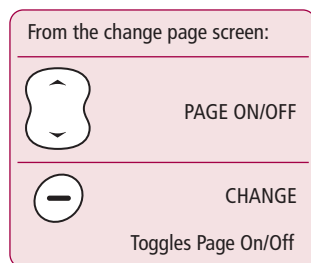 From the change page screen:
PAGE ON/OFF
CHANGE
Toggles Page On/Off